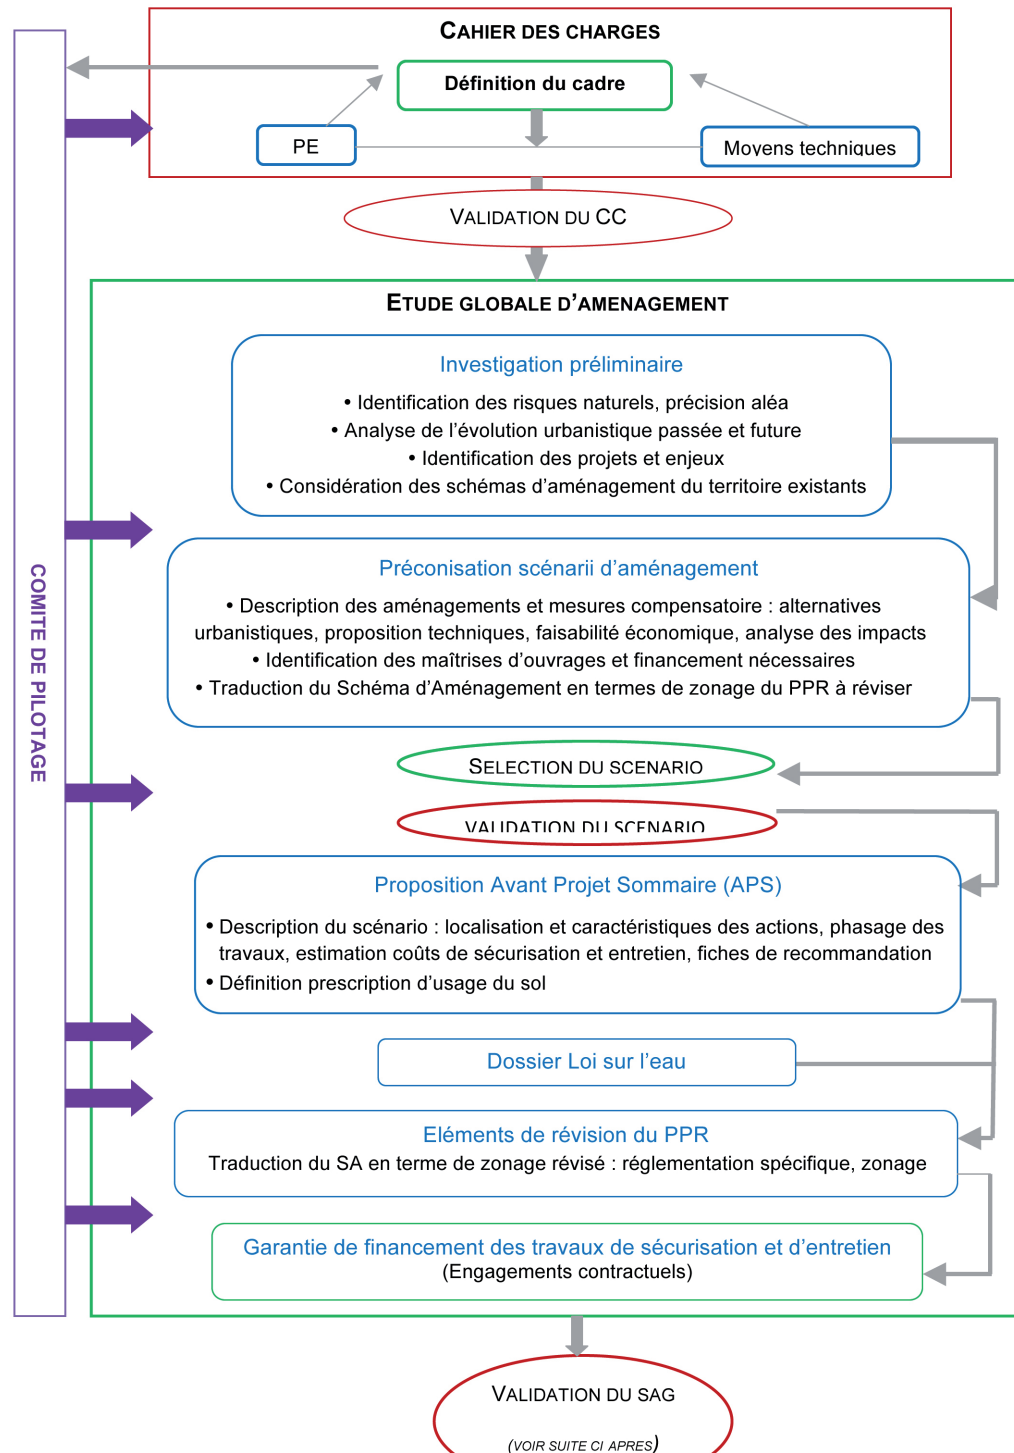 CAHIER DES CHARGES
Définition du cadre
PE
Moyens techniques
VALIDATION DU CC
ETUDE GLOBALE D’AMENAGEMENT
Investigation préliminaire
• Identification des risques naturels, précision aléa
• Analyse de l’évolution urbanistique passée et future
• Identification des projets et enjeux
• Considération des schémas d’aménagement du territoire existants
COMITE DE PILOTAGE
Préconisation scénarii d’aménagement
• Description des aménagements et mesures compensatoire : alternatives
urbanistiques, proposition techniques, faisabilité économique, analyse des impacts
• Identification des maîtrises d’ouvrages et financement nécessaires
• Traduction du Schéma d’Aménagement en termes de zonage du PPR à réviser
SELECTION DU SCENARIO
VALIDATION DU SCENARIO
Proposition Avant Projet Sommaire (APS)
• Description du scénario : localisation et caractéristiques des actions, phasage des
travaux, estimation coûts de sécurisation et entretien, fiches de recommandation
• Définition prescription d’usage du sol
Dossier Loi sur l’eau
Eléments de révision du PPR
Traduction du SA en terme de zonage révisé : réglementation spécifique, zonage
Garantie de financement des travaux de sécurisation et d’entretien
(Engagements contractuels)
VALIDATION DU SAG
(VOIR SUITE CI APRES)